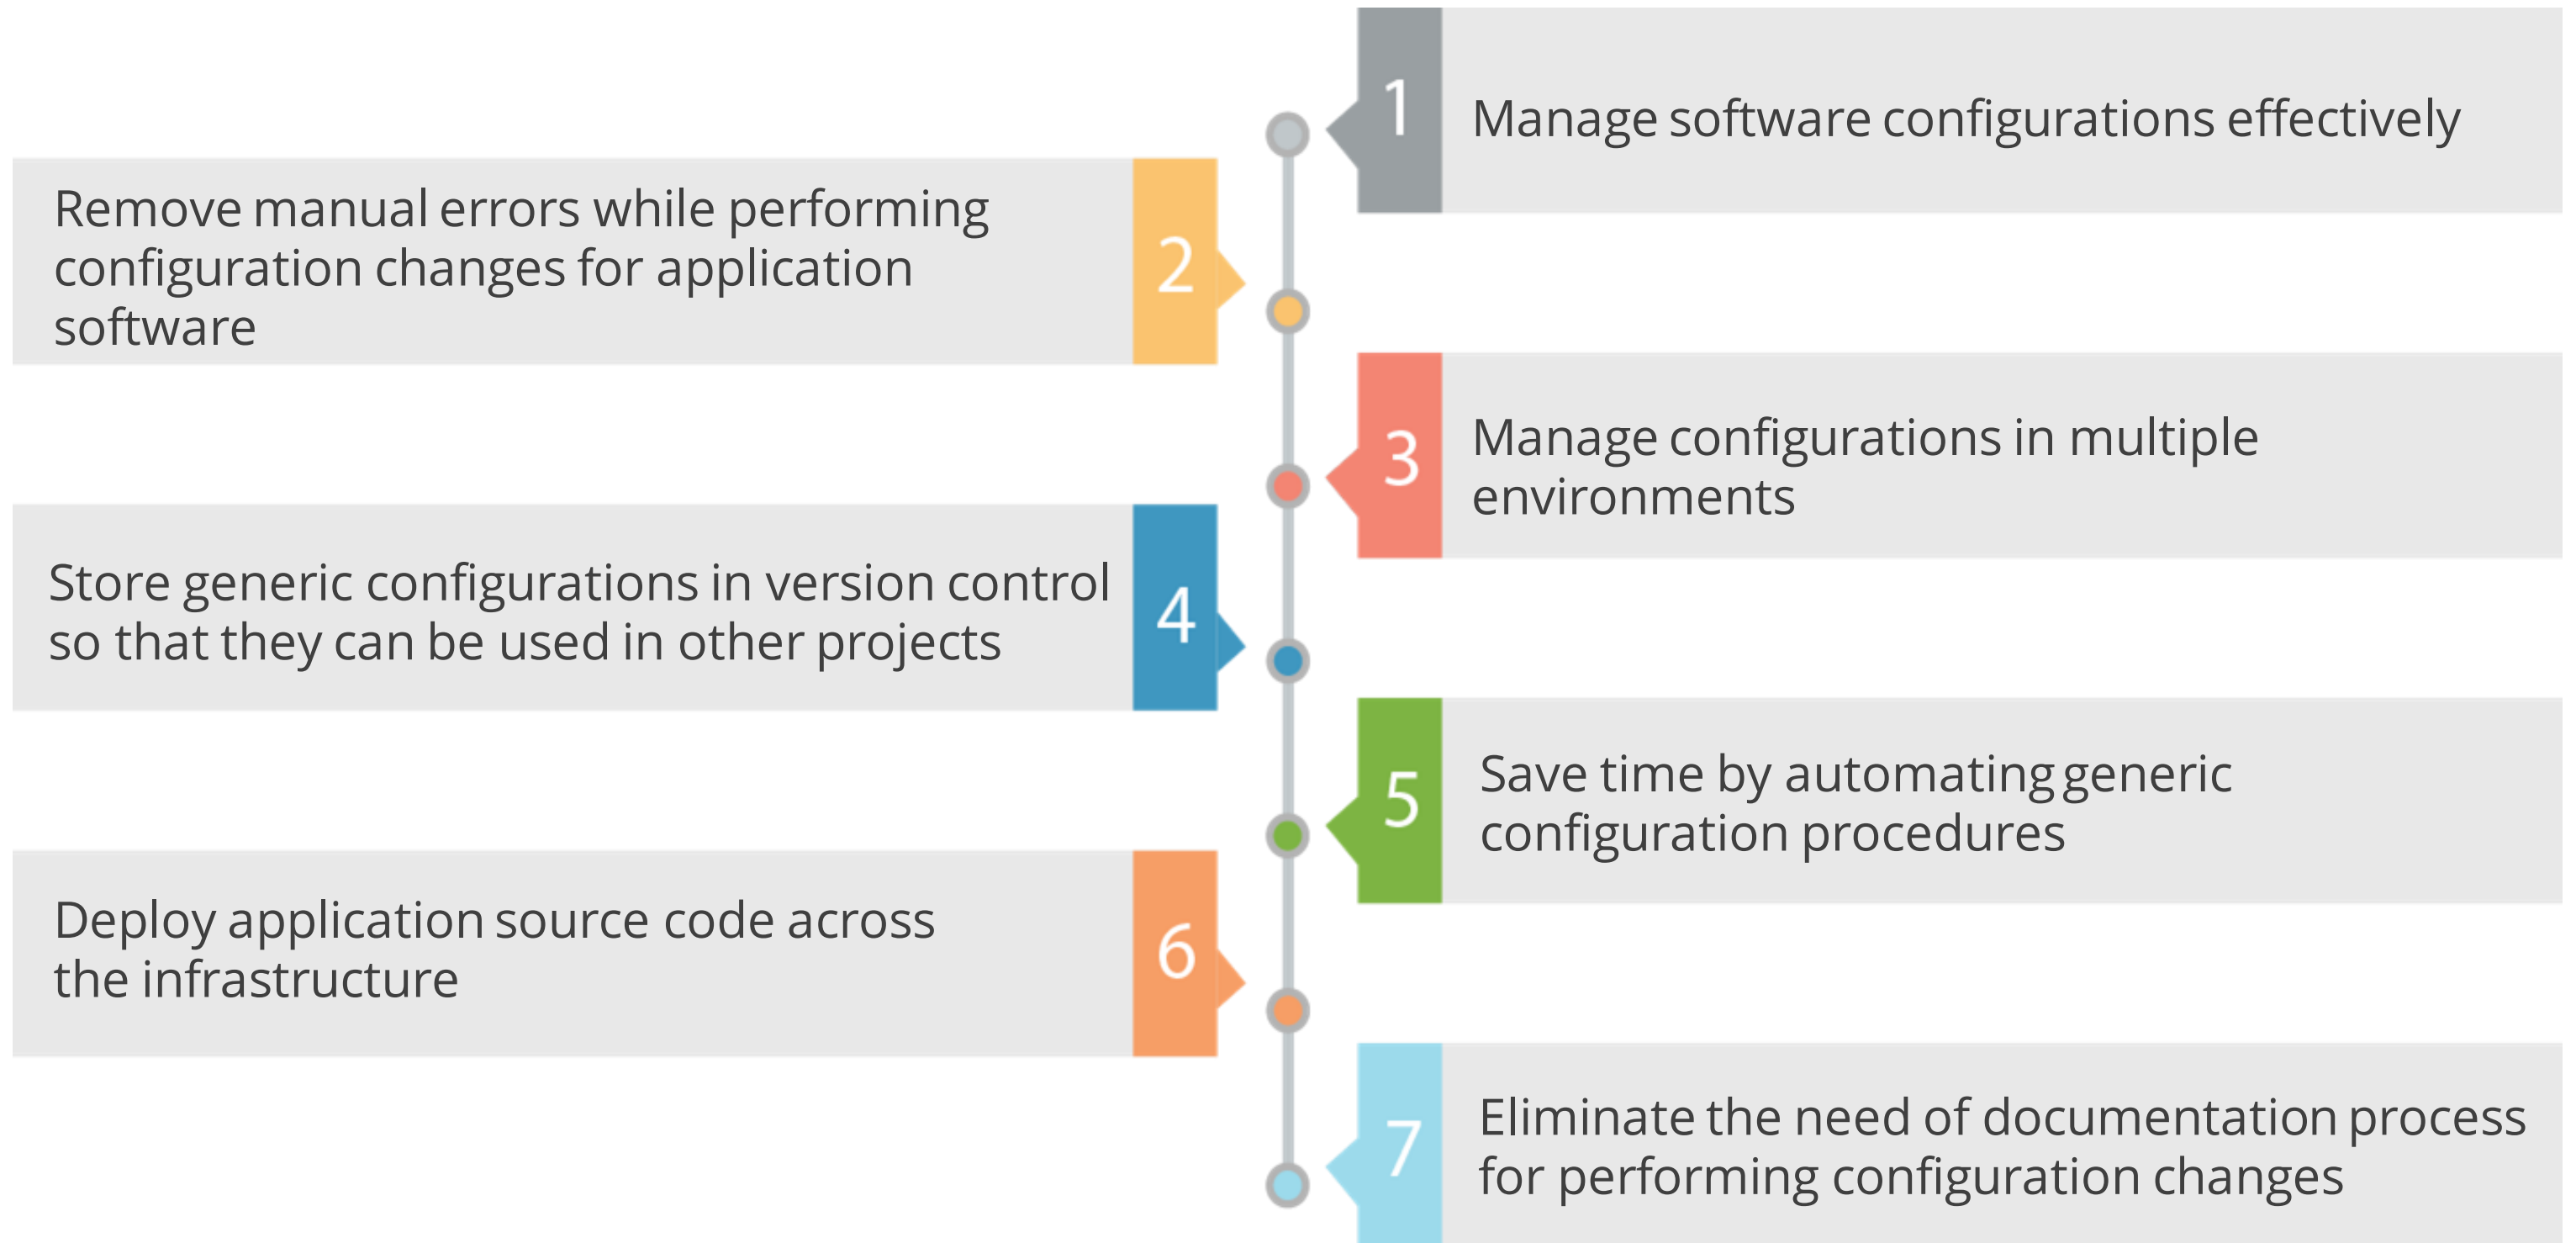 1
Manage software configurations effectively
2
Remove manual errors while performing
configuration changes for application
software
3
Manage configurations in multiple
environments
4
Store generic configurations in version control
so that they can be used in other projects
5
Save time by automating generic
configuration procedures
6
Deploy application source code across
the infrastructure
7
Eliminate the need of documentation process
for performing configuration changes